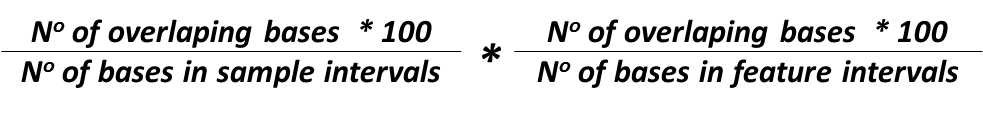 Nº of overlaping bases * 100 * Nº of overlaping bases * 100
Nº of bases in sample intervals Nº of bases in feature intervals